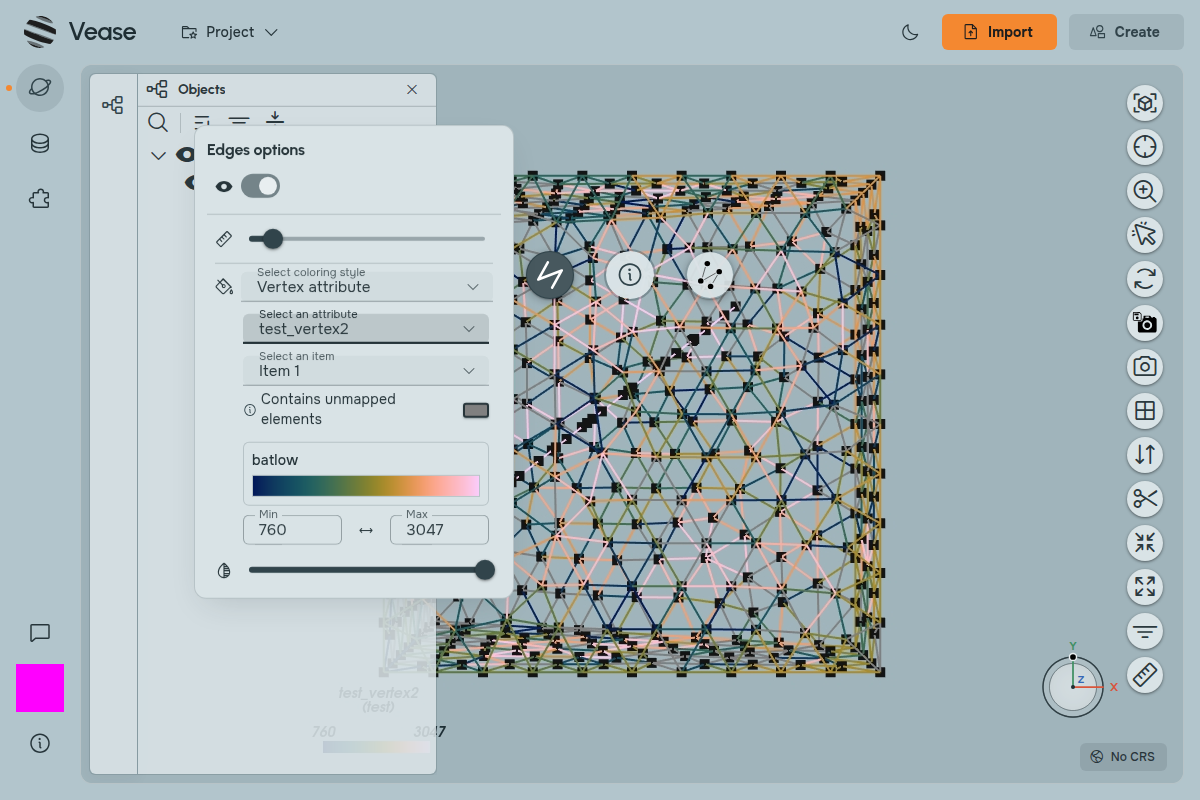 Vease
Project
Import
Create
Objects
Edges options
Select coloring style
Vertex attribute
Select an attribute
test_vertex2
Select an item
Item 1
Contains unmapped
elements
batlow
Min
760
Max
3047
test_vertex2
(test)
760
3047
Y
Z
X
No CRS